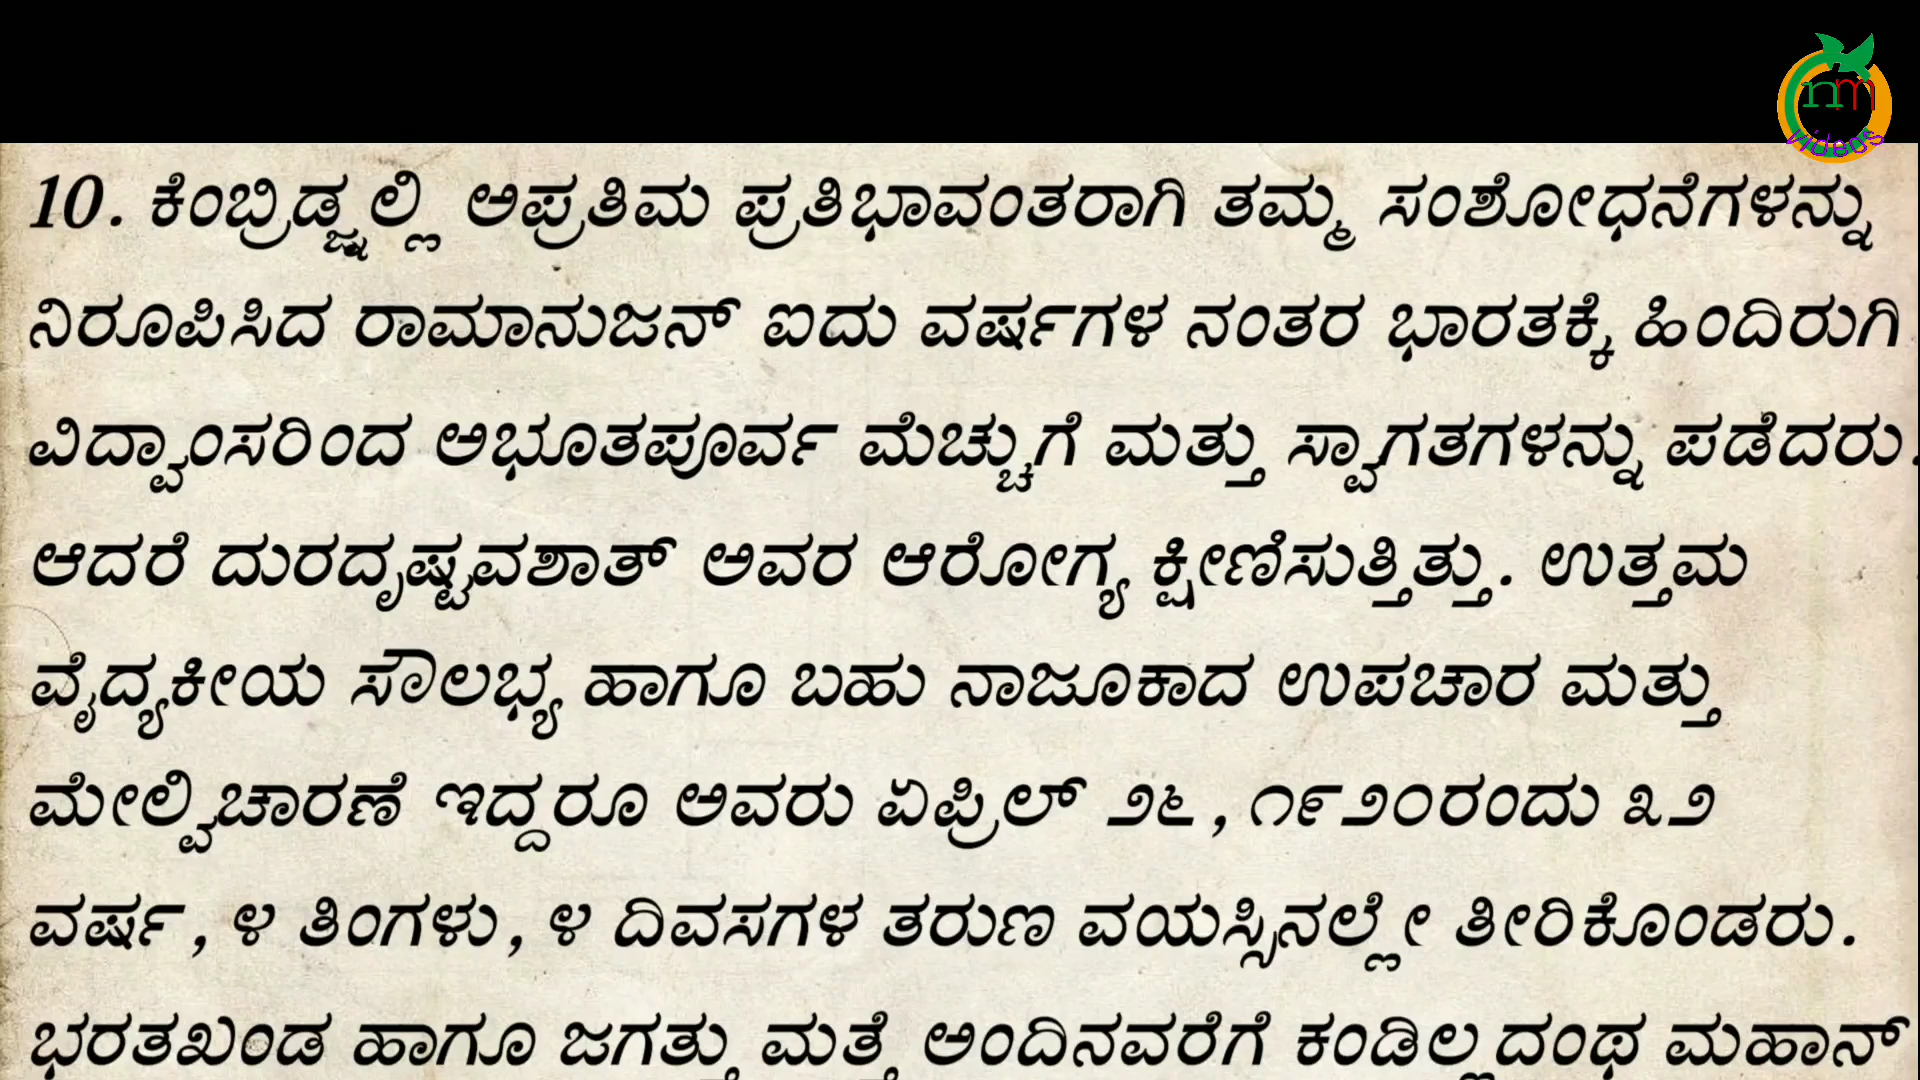 nm
videos
10. ಕೆಂಬ್ರಿಡ್ಜ್ನಲ್ಲಿ ಅಪ್ರತಿಮ ಪ್ರತಿಭಾವಂತರಾಗಿ ತಮ್ಮ ಸಂಶೋಧನೆಗಳನ್ನು
ನಿರೂಪಿಸಿದ ರಾಮಾನುಜನ್ ಐದು ವರ್ಷಗಳ ನಂತರ ಭಾರತಕ್ಕೆ ಹಿಂದಿರುಗಿ
ವಿದ್ವಾಂಸರಿಂದ ಅಭೂತಪೂರ್ವ ಮೆಚ್ಚುಗೆ ಮತ್ತು ಸ್ವಾಗತಗಳನ್ನು ಪಡೆದರು.
ಆದರೆ ದುರದೃಷ್ಟವಶಾತ್ ಅವರ ಆರೋಗ್ಯ ಕ್ಷೀಣಿಸುತ್ತಿತ್ತು. ಉತ್ತಮ
ವೈದ್ಯಕೀಯ ಸೌಲಭ್ಯ ಹಾಗೂ ಬಹು ನಾಜೂಕಾದ ಉಪಚಾರ ಮತ್ತು
ಮೇಲ್ವಿಚಾರಣೆ ಇದ್ದರೂ ಅವರು ಏಪ್ರಿಲ್ ೨೬, ೧೯೨೦ರಂದು ೩೨
ವರ್ಷ, ೪ ತಿಂಗಳು, ೪ ದಿವಸಗಳ ತರುಣ ವಯಸ್ಸಿನಲ್ಲೇ ತೀರಿಕೊಂಡರು.
ಭರತಖಂಡ ಹಾಗೂ ಜಗತ್ತು ಮತ್ತೆ ಅಂದಿನವರೆಗೆ ಕಂಡಿಲ್ಲದಂಥ ಮಹಾನ್